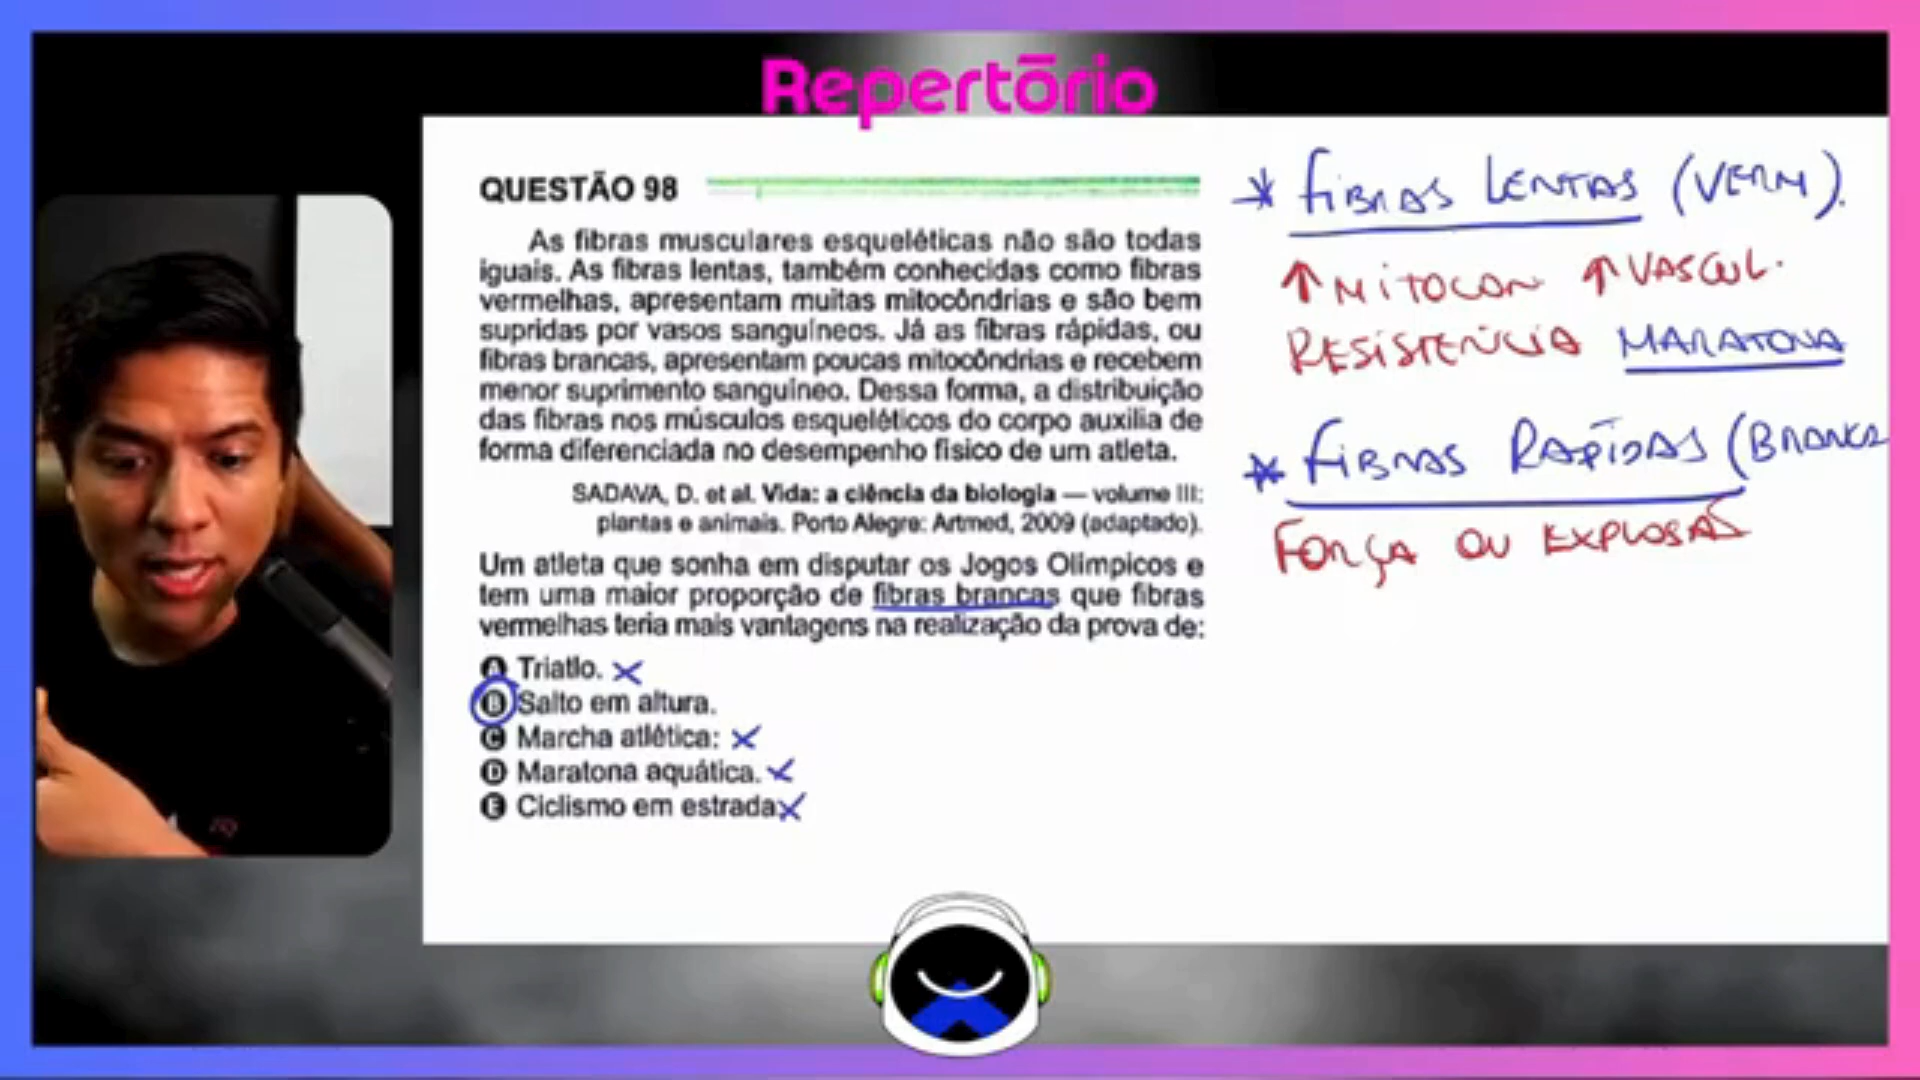 Repertōrio
QUESTÃO 98
As fibras musculares esqueléticas não são todas
iguais. As fibras lentas, também conhecidas como fibras
vermelhas, apresentam muitas mitocôndrias e são bem
supridas por vasos sanguíneos. Já as fibras rápidas, ou
fibras brancas, apresentam poucas mitocôndrias e recebem
menor suprimento sanguíneo. Dessa forma, a distribuição
das fibras nos músculos esqueléticos do corpo auxilia de
forma diferenciada no desempenho físico de um atleta.
SADAVA, D. et al. Vida: a ciência da biologia — volume III:
plantas e animais. Porto Alegre: Artmed, 2009 (adaptado).
Um atleta que sonha em disputar os Jogos Olímpicos e
tem uma maior proporção de fibras brancas que fibras
vermelhas teria mais vantagens na realização da prova de:
A Triatlo.
B Salto em altura.
C Marcha atlética.
D Maratona aquática.
E Ciclismo em estrada.
* FIBRAS LENTAS (VERM).
↑ MITOCON ↑ VASCUL.
RESISTENCIA MARATONA
* FIBRAS RAPIDAS (BRANCA
FORÇA OU EXPLOSAS